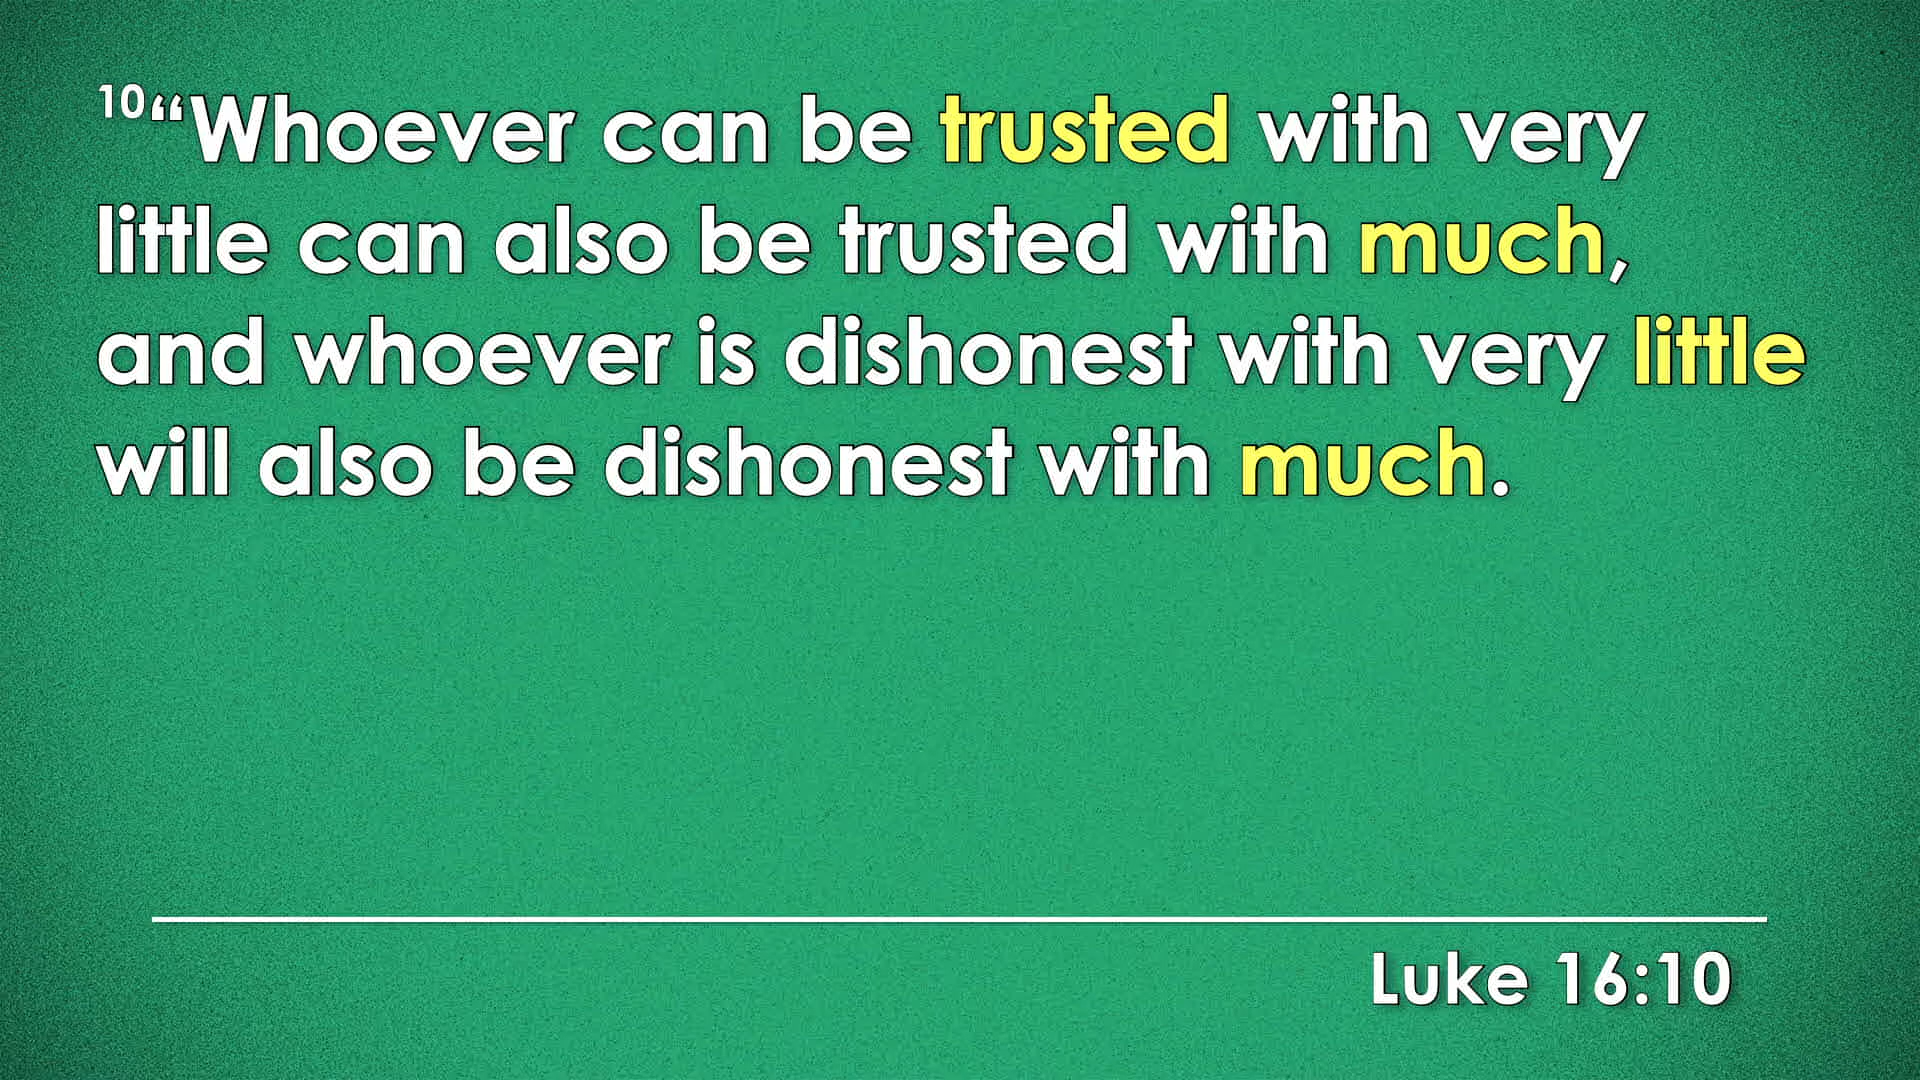 10“Whoever can be trusted with very
little can also be trusted with much,
and whoever is dishonest with very little
will also be dishonest with much.
Luke 16:10